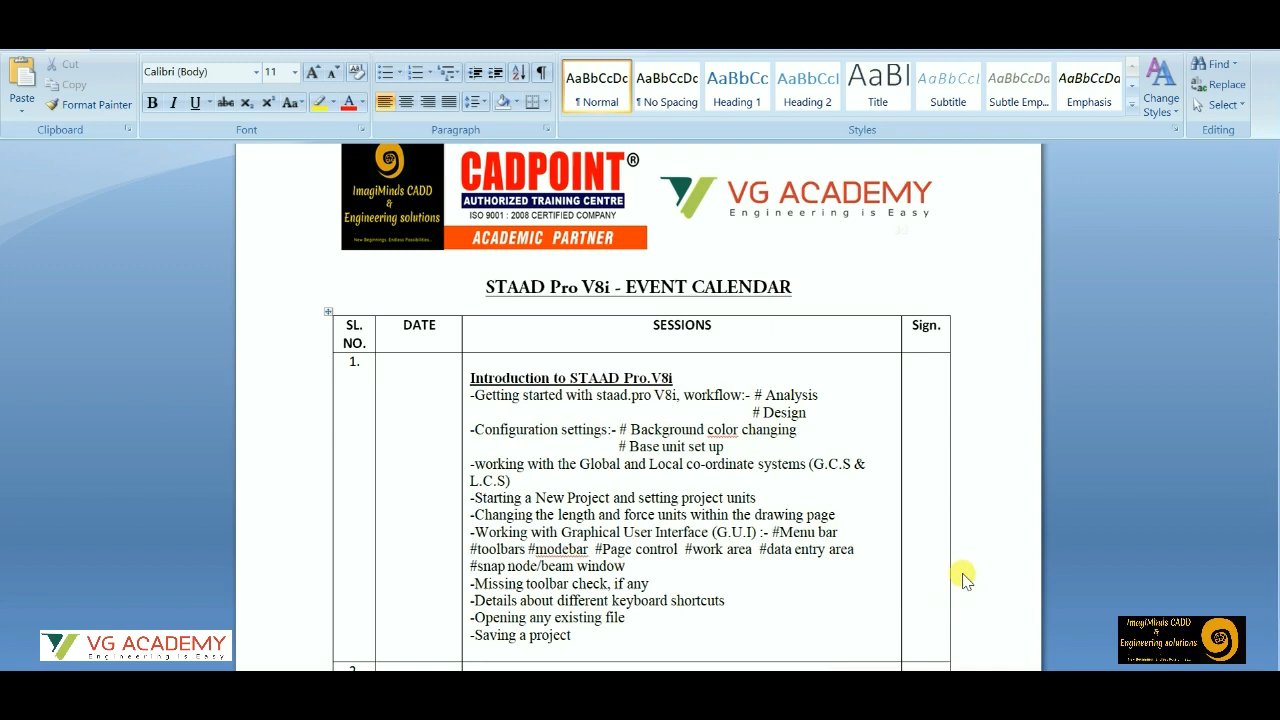 Cut
Copy
Format Painter
Paste
Clipboard
Calibri (Body) 11
Font
Paragraph
AaBbCcDc AaBbCcDc AaBbCc AaBbCcI AaBl AaBbCcI AaBbCcDa AaBbCcDa
¶ Normal ¶ No Spacing Heading 1 Heading 2 Title Subtitle Subtle Emp... Emphasis
Change
Styles
Styles
Find
Replace
Select
Editing
ImagiMinds CADD
&
Engineering solutions
New Beginnings. Endless Possibilities...
CADPOINT®
AUTHORIZED TRAINING CENTRE
ISO 9001 : 2008 CERTIFIED COMPANY
ACADEMIC PARTNER
VG ACADEMY
Engineering is Easy
STAAD Pro V8i - EVENT CALENDAR
SL. NO. DATE SESSIONS Sign.
1.
Introduction to STAAD Pro.V8i
-Getting started with staad.pro V8i, workflow:- # Analysis
# Design
-Configuration settings:- # Background color changing
# Base unit set up
-working with the Global and Local co-ordinate systems (G.C.S &
L.C.S)
-Starting a New Project and setting project units
-Changing the length and force units within the drawing page
-Working with Graphical User Interface (G.U.I) :- #Menu bar
#toolbars #modebar #Page control #work area #data entry area
#snap node/beam window
-Missing toolbar check, if any
-Details about different keyboard shortcuts
-Opening any existing file
-Saving a project
VG ACADEMY
Engineering is Easy
ImagiMinds CADD
&
Engineering solutions